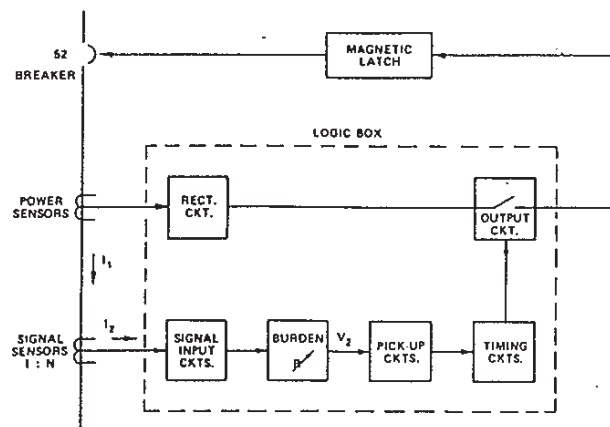 52
BREAKER
MAGNETIC
LATCH
LOGIC BOX
POWER
SENSORS
RECT.
CKT.
OUTPUT
CKT.
I₁
I₂
SIGNAL
SENSORS
I : N
SIGNAL
INPUT
CKTS.
BURDEN
β
V₂
PICK-UP
CKTS.
TIMING
CKTS.